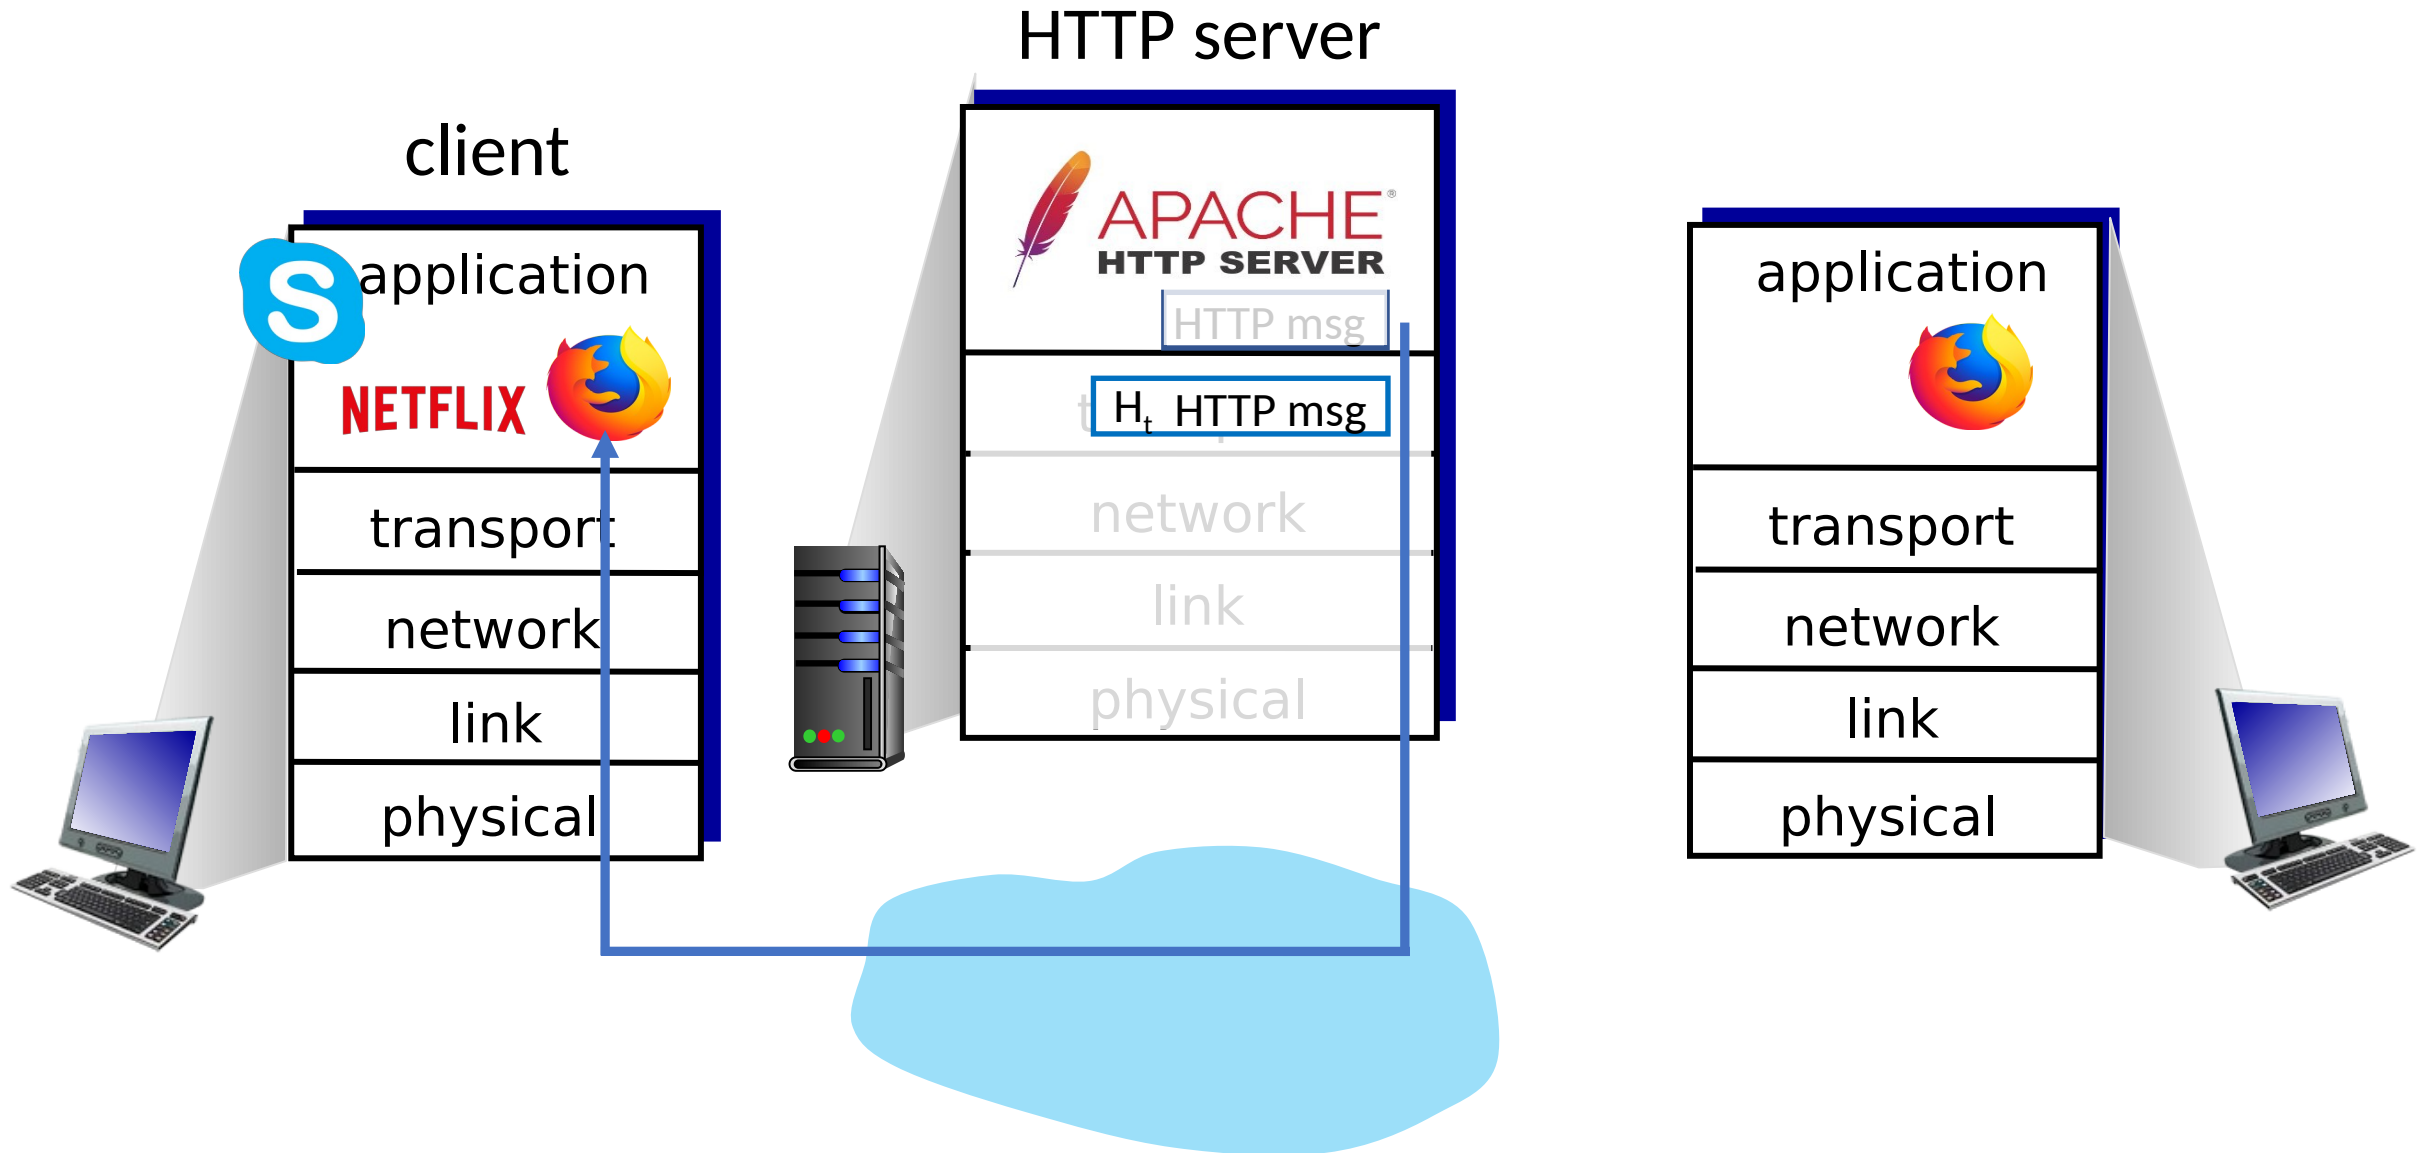 HTTP server
client
application
NETFLIX
transport
network
link
physical
APACHE®
HTTP SERVER
HTTP msg
Ht HTTP msg
network
link
physical
application
transport
network
link
physical